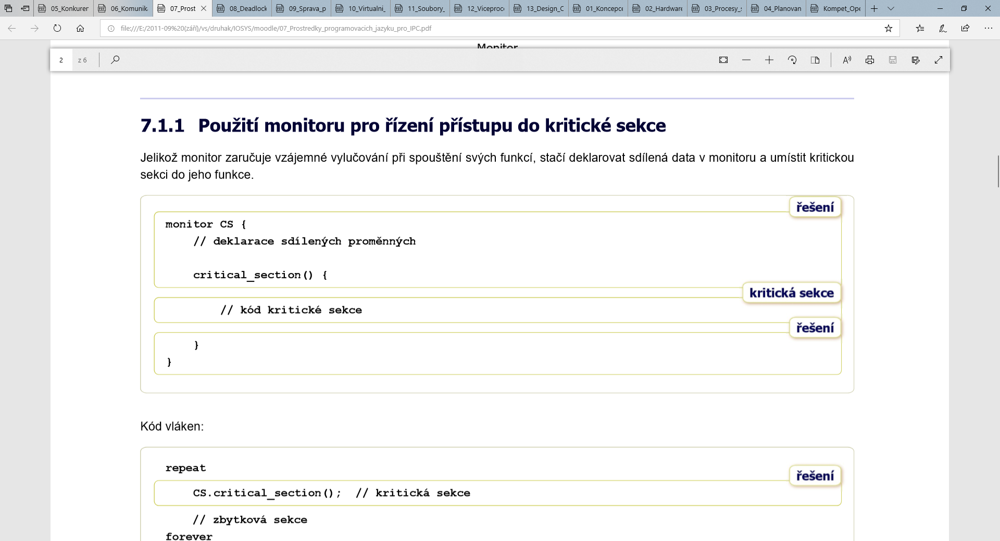 05_Konkurer
06_Komunik
07_Prost
08_Deadlock
09_Sprava_p
10_Virtualni_
11_Soubory_
12_Viceproc
13_Design_C
01_Koncepce
02_Hardware
03_Procesy_s
04_Planovan
Kompet_Ope
file:///E:/2011-09%20(září)/vs/druhak/IOSYS/moodle/07_Prostredky_programovacich_jazyku_pro_IPC.pdf
Monitor
2 z 6
7.1.1 Použití monitoru pro řízení přístupu do kritické sekce
Jelikož monitor zaručuje vzájemné vylučování při spouštění svých funkcí, stačí deklarovat sdílená data v monitoru a umístit kritickou
sekci do jeho funkce.
řešení
monitor CS {
// deklarace sdílených proměnných
critical_section() {
kritická sekce
// kód kritické sekce
řešení
}
}
Kód vláken:
repeat
řešení
CS.critical_section(); // kritická sekce
// zbytková sekce
forever